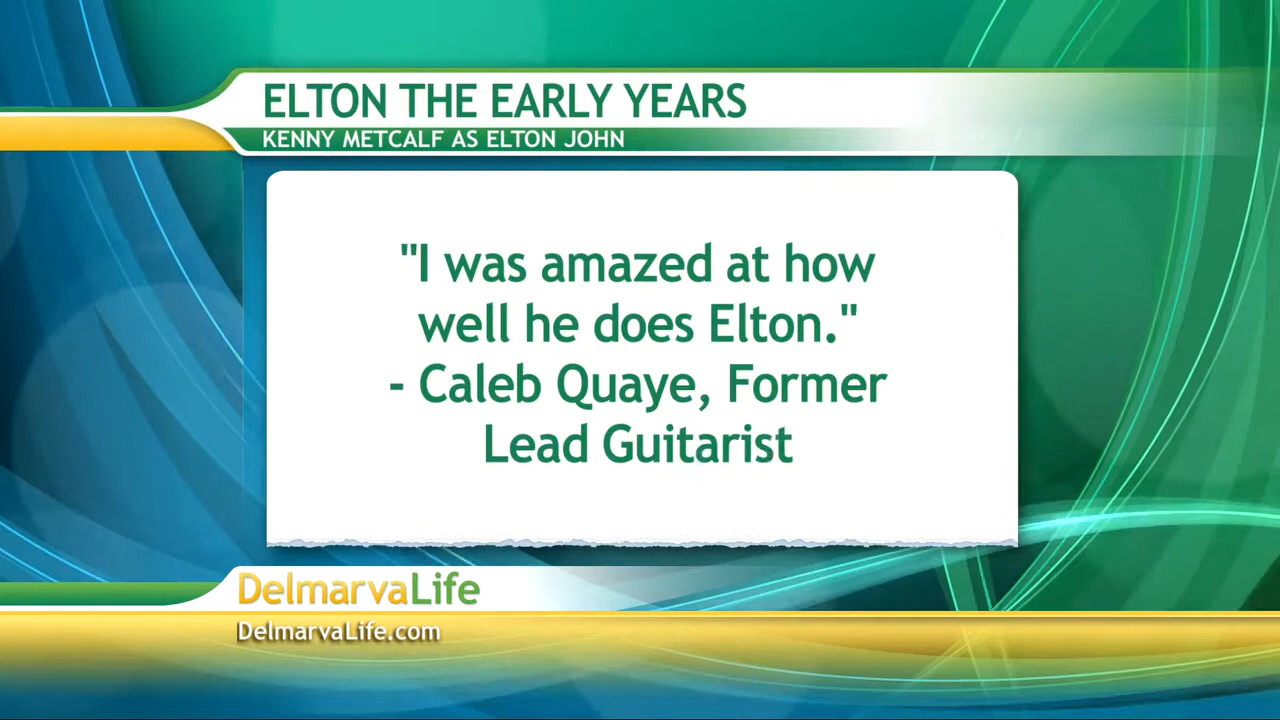 ELTON THE EARLY YEARS
KENNY METCALF AS ELTON JOHN
"I was amazed at how
well he does Elton."
- Caleb Quaye, Former
Lead Guitarist
DelmarvaLife
DelmarvaLife.com